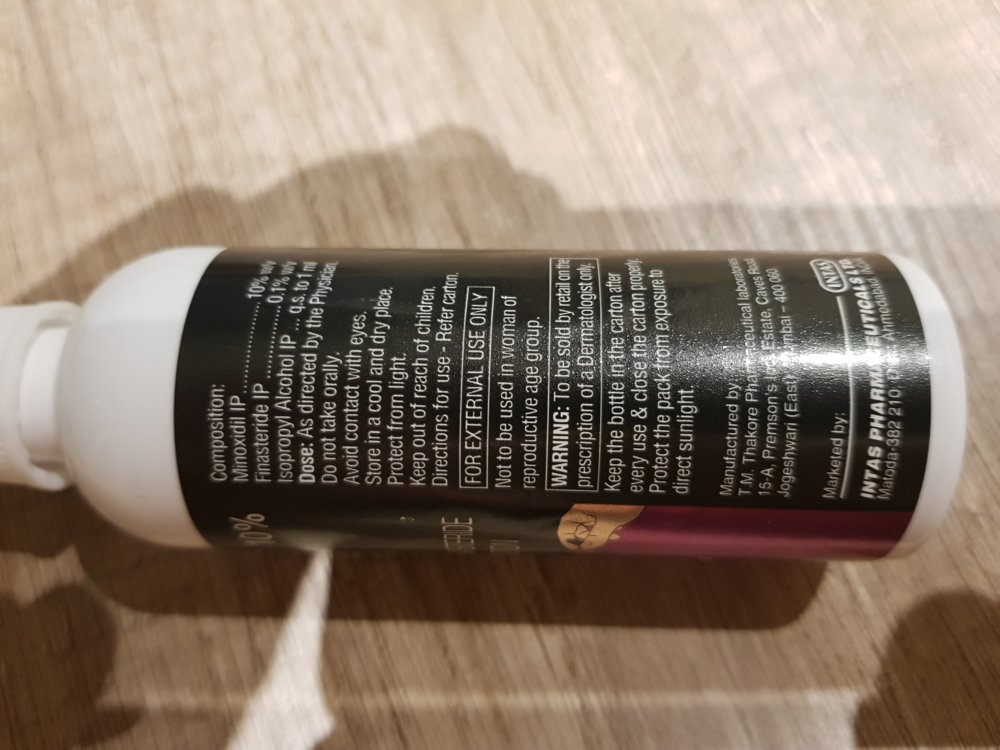 Composition:
Minoxidil IP ................. 10% w/v
Finasteride IP .............. 0.1% w/v
Isopropyl Alcohol IP ... q.s. to 1 ml
Dose: As directed by the Physician.
Do not take orally.
Avoid contact with eyes.
Store in a cool and dry place.
Protect from light.
Keep out of reach of children.
Directions for use - Refer carton.
FOR EXTERNAL USE ONLY
Not to be used in woman of
reproductive age group.
WARNING: To be sold by retail on the
prescription of a Dermatologist only.
Keep the bottle in the carton after
every use & close the carton properly.
Protect the pack from exposure to
direct sunlight.
Manufactured by:
T.M. Thakore Pharmaceutical laboratories
15-A, Premson's Ind. Estate, Caves Road
Jogeshwari (East), Mumbai – 400 060
Marketed by:
INTAS
INTAS PHARMACEUTICALS LTD.
Matoda-382 210, Dist. Ahmedabad
0%